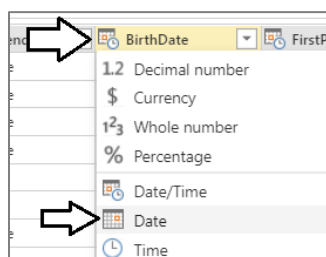 BirthDate FirstP
1.2 Decimal number
$ Currency
1²3 Whole number
% Percentage
Date/Time
Date
Time